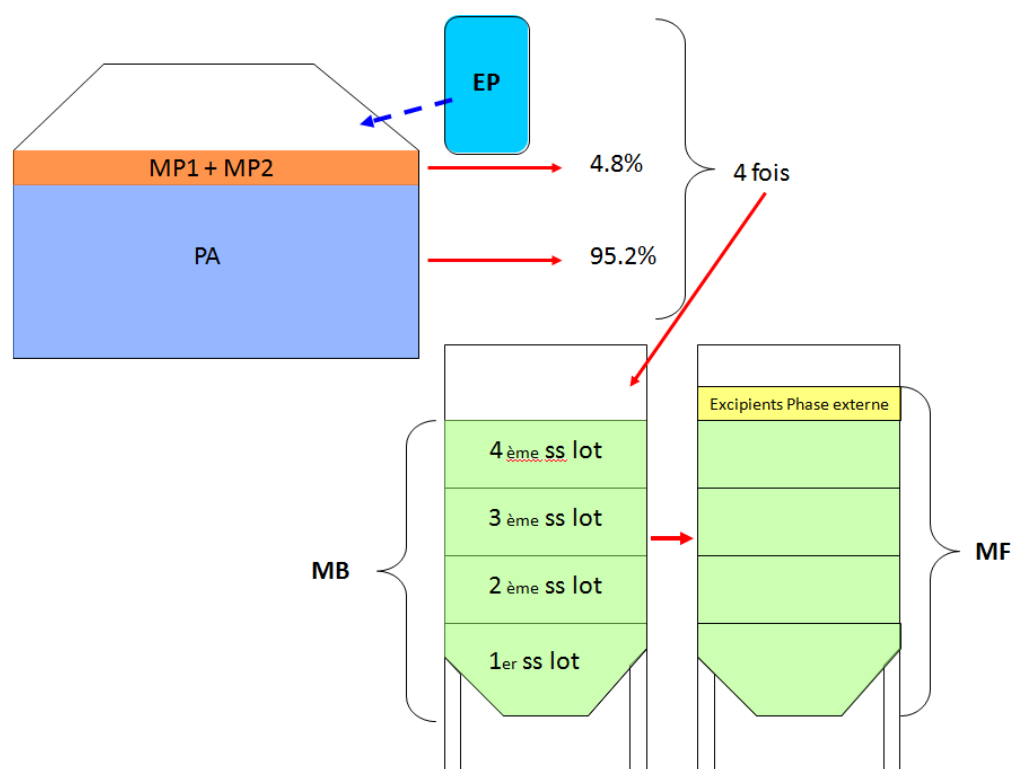 EP
MP1 + MP2
4.8%
4 fois
PA
95.2%
Excipients Phase externe
4 ème ss lot
3 ème ss lot
MB
MF
2 ème ss lot
1er ss lot